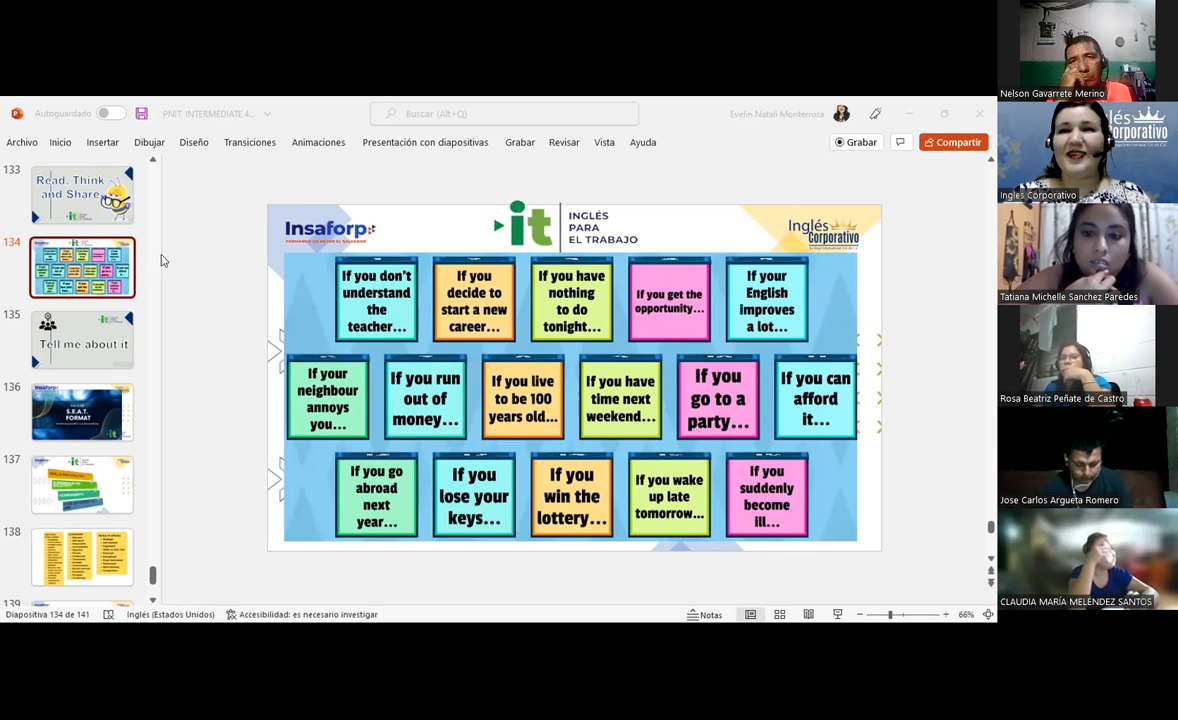 Autoguardado
PNIT INTERMEDIATE 4...
Buscar (Alt+Q)
Evelin Natali Monterroza
Archivo Inicio Insertar Dibujar Diseño Transiciones Animaciones Presentación con diapositivas Grabar Revisar Vista Ayuda
Grabar
Compartir
133
Read, Think
and Share
134
135
Tell me about it
136
S.E.A.T.
FORMAT
137
138
139
Insaforp
FORMANDO UN MEJOR EL SALVADOR
it
INGLÉS
PARA
EL TRABAJO
Inglés
Corporativo
If you don't
understand
the
teacher...
If you
decide to
start a new
career...
If you have
nothing
to do
tonight...
If you get the
opportunity...
If your
English
improves
a lot...
If your
neighbour
annoys
you...
If you run
out of
money...
If you live
to be 100
years old...
If you have
time next
weekend...
If you
go to a
party...
If you can
afford
it...
If you go
abroad
next
year...
If you
lose your
keys...
If you
win the
lottery...
If you wake
up late
tomorrow...
If you
suddenly
become
ill...
Diapositiva 134 de 141
Inglés (Estados Unidos)
Accesibilidad: es necesario investigar
Notas
66%
Nelson Gavarrete Merino
lés
orporativo
Inglés Corporativo
Tatiana Michelle Sanchez Paredes
Rosa Beatriz Peñate de Castro
Jose Carlos Argueta Romero
CLAUDIA MARÍA MELÉNDEZ SANTOS